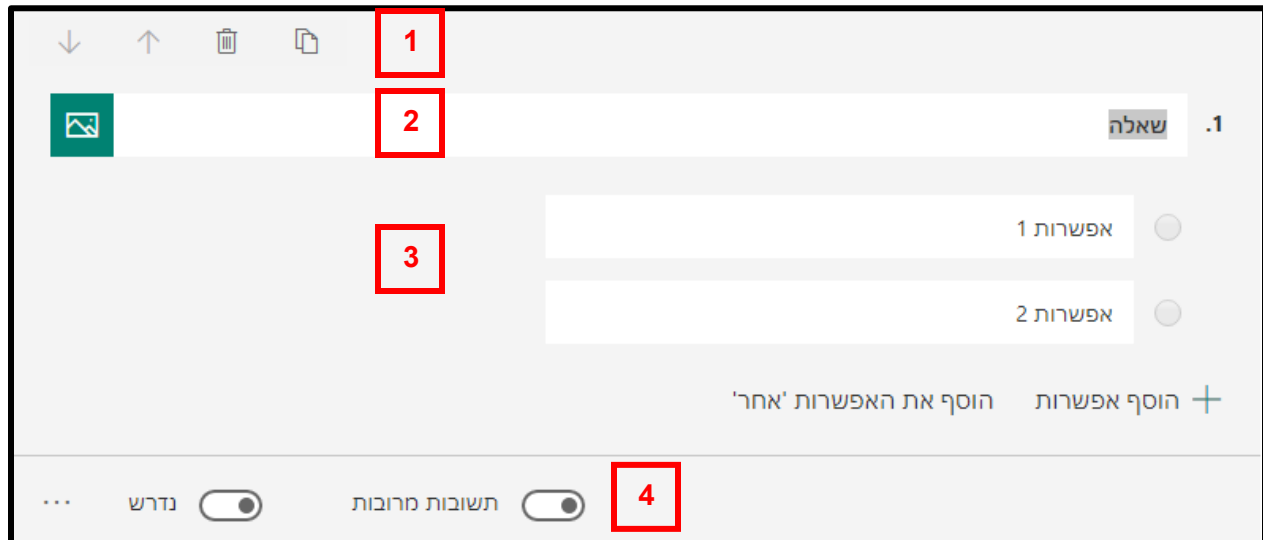 1
1. שאלה 2
אפשרות 1
3
אפשרות 2
הוסף אפשרות הוסף את האפשרות 'אחר'
4 תשובות מרובות נדרש ...